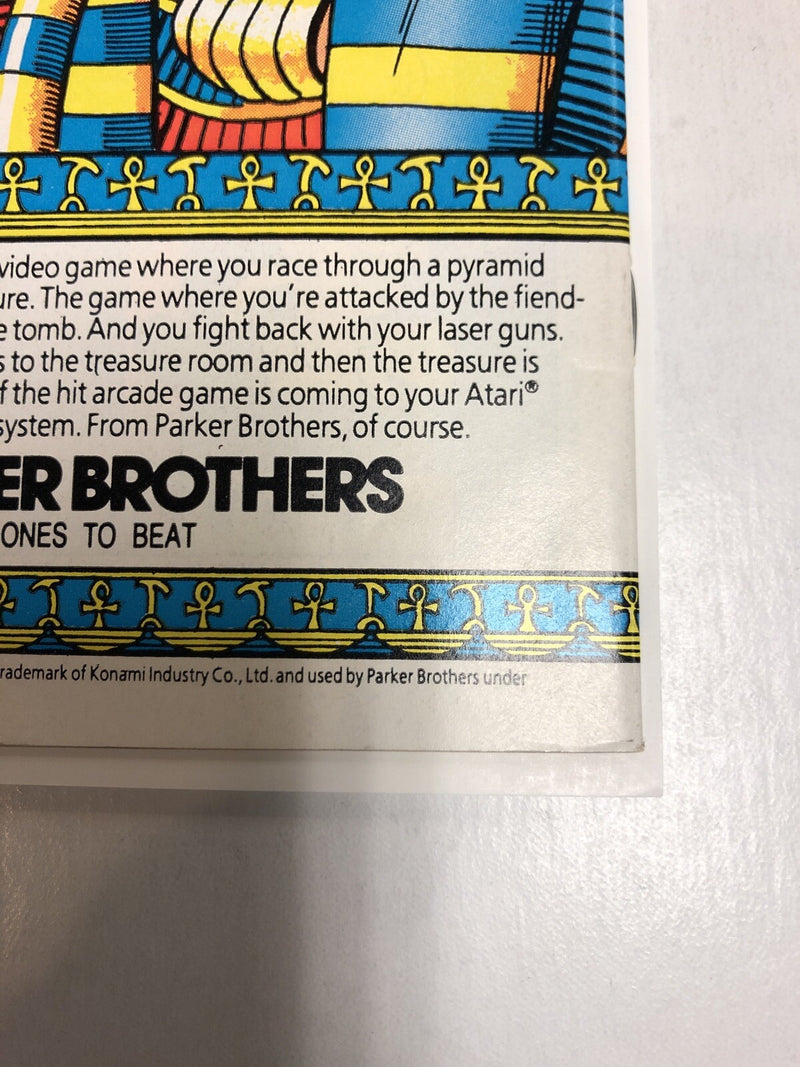 video game where you race through a pyramid
ure. The game where you're attacked by the fiend-
e tomb. And you fight back with your laser guns.
s to the treasure room and then the treasure is
f the hit arcade game is coming to your Atari®
system. From Parker Brothers, of course.
ER BROTHERS
ONES TO BEAT
rademark of Konami Industry Co., Ltd. and used by Parker Brothers under